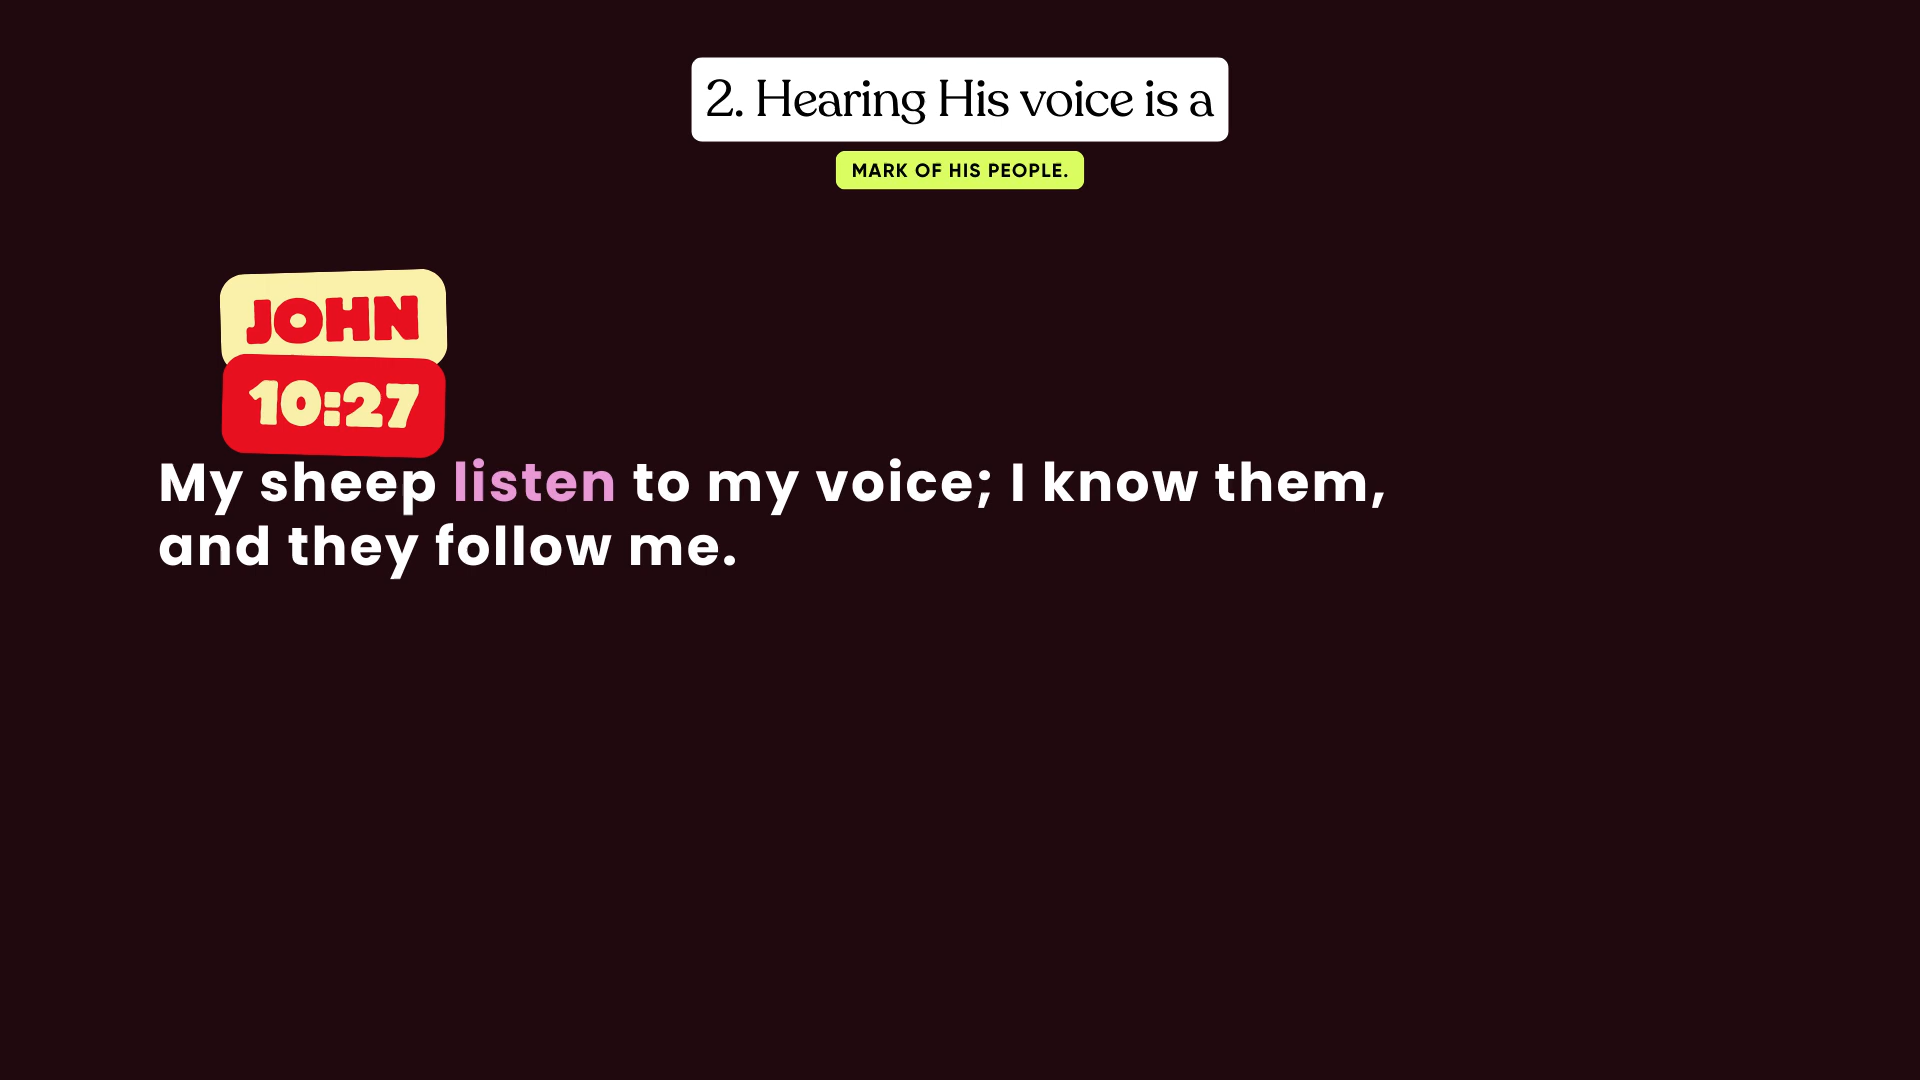 2. Hearing His voice is a
MARK OF HIS PEOPLE.
JOHN
10:27
My sheep listen to my voice; I know them,
and they follow me.